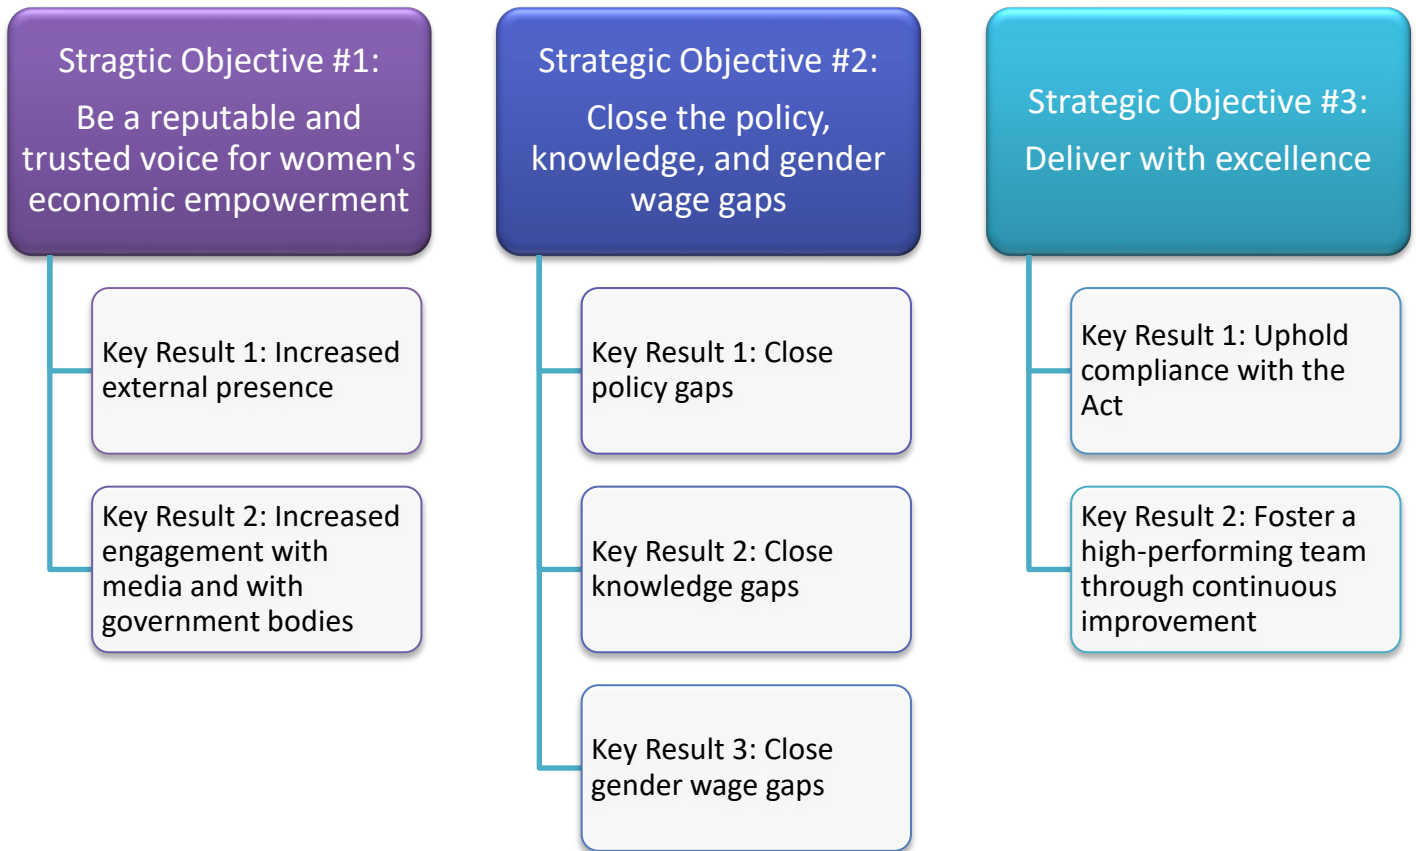 Stragtic Objective #1:
Be a reputable and
trusted voice for women's
economic empowerment
Key Result 1: Increased
external presence
Key Result 2: Increased
engagement with
media and with
government bodies
Strategic Objective #2:
Close the policy,
knowledge, and gender
wage gaps
Key Result 1: Close
policy gaps
Key Result 2: Close
knowledge gaps
Key Result 3: Close
gender wage gaps
Strategic Objective #3:
Deliver with excellence
Key Result 1: Uphold
compliance with the
Act
Key Result 2: Foster a
high-performing team
through continuous
improvement